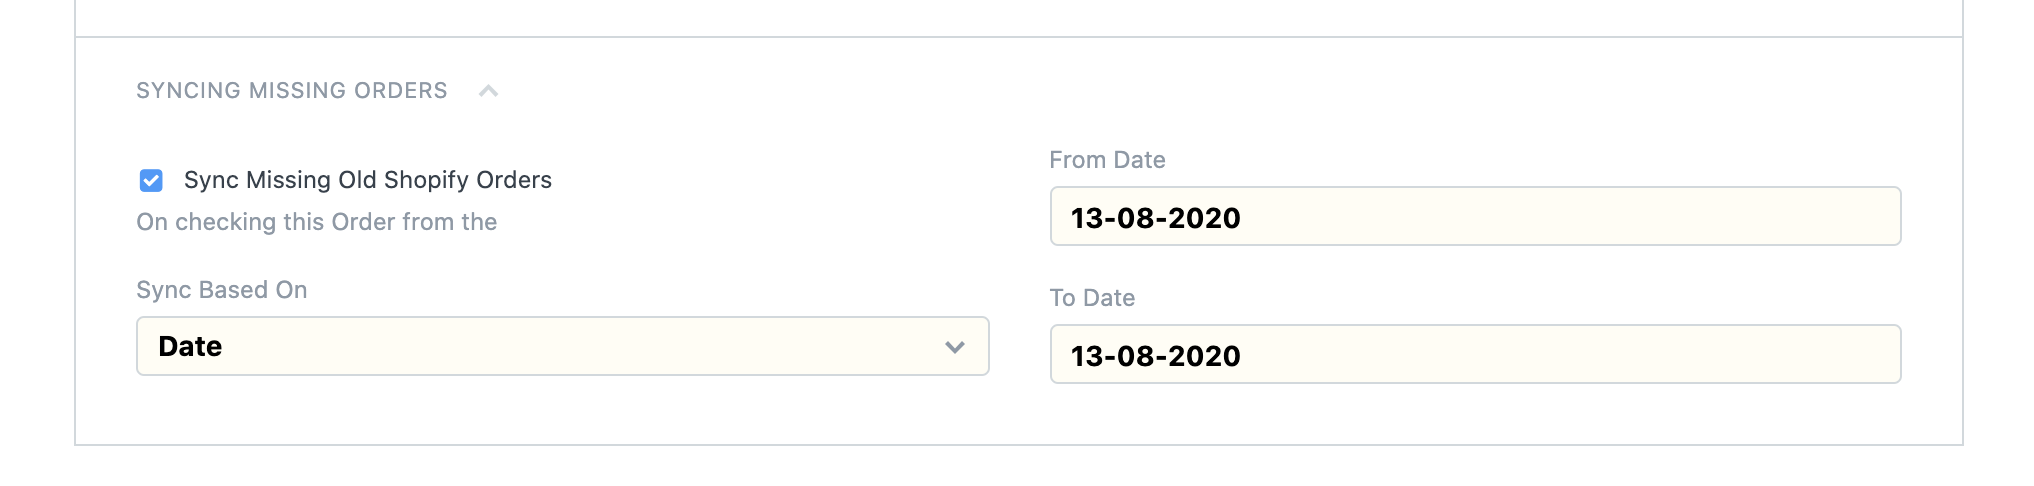 SYNCING MISSING ORDERS
Sync Missing Old Shopify Orders
On checking this Order from the
Sync Based On
Date
From Date
13-08-2020
To Date
13-08-2020